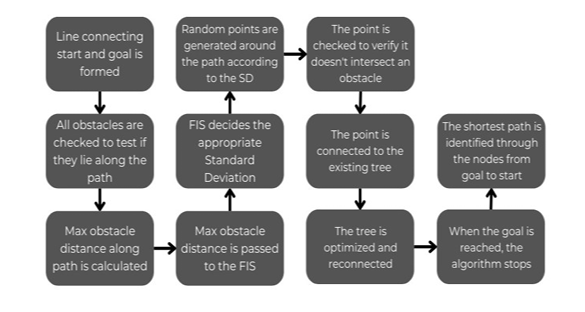 Line connecting
start and goal is
formed
All obstacles are
checked to test if
they lie along the
path
Max obstacle
distance along
path is calculated
Max obstacle
distance is passed
to the FIS
FIS decides the
appropriate
Standard
Deviation
Random points are
generated around
the path according
to the SD
The point is
checked to verify it
doesn't intersect an
obstacle
The point is
connected to the
existing tree
The tree is
optimized and
reconnected
When the goal is
reached, the
algorithm stops
The shortest path is
identified through
the nodes from
goal to start